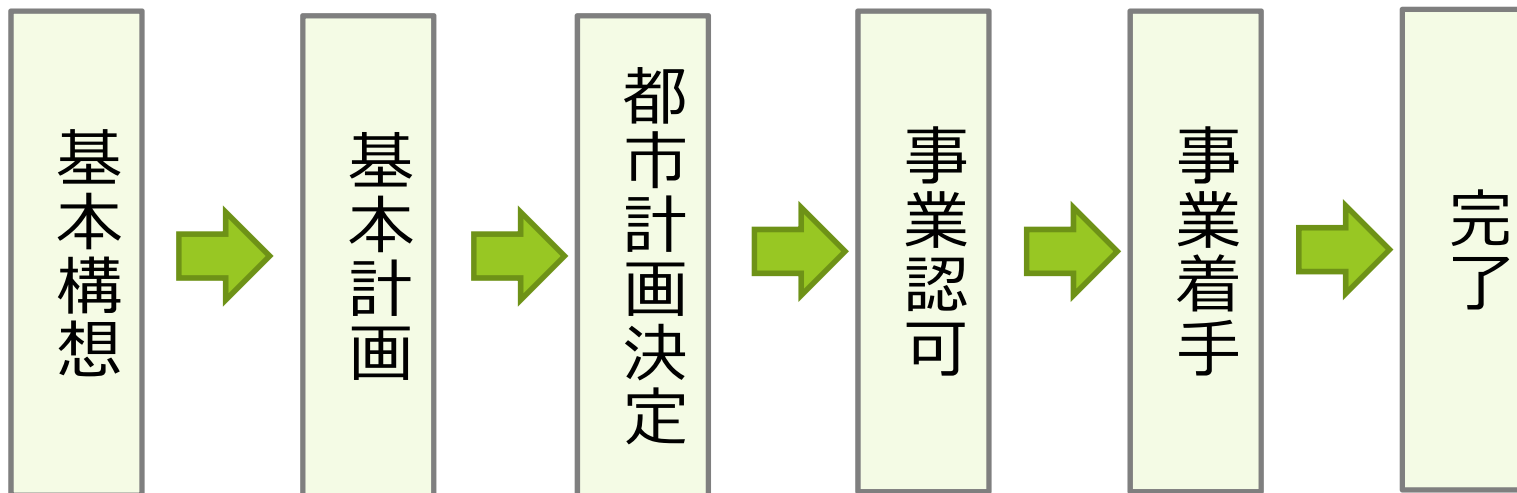 基本構想
基本計画
都市計画決定
事業認可
事業着手
完了